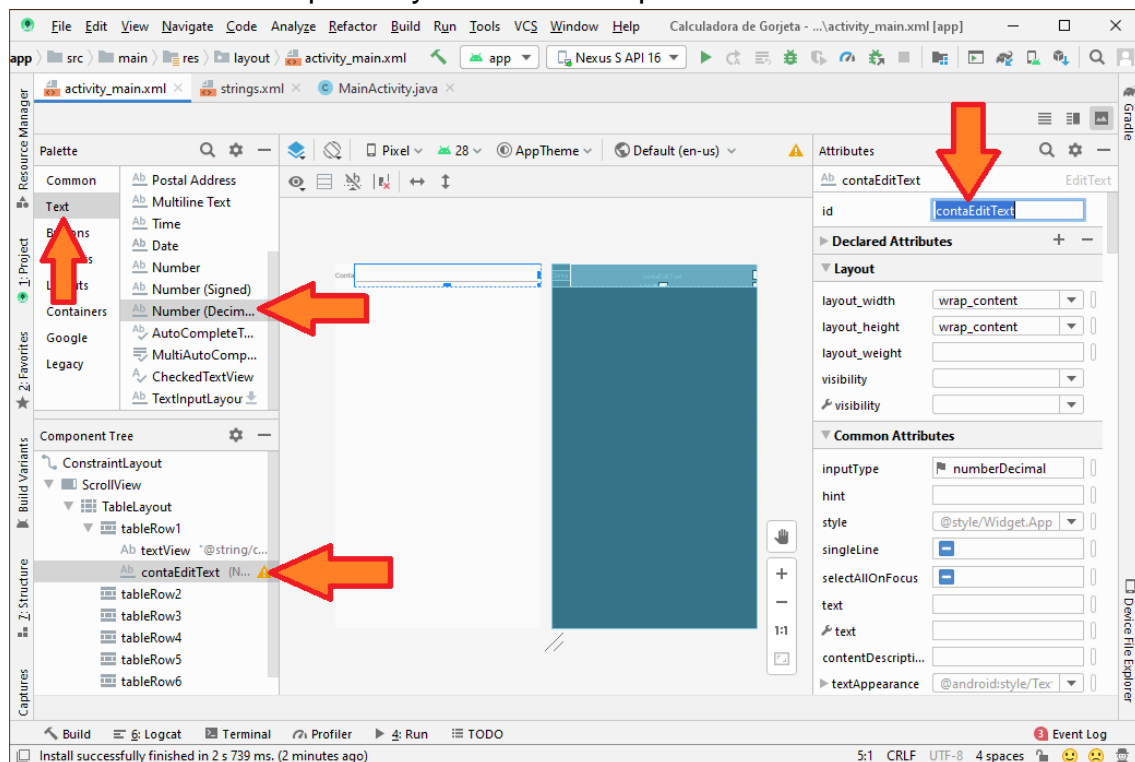 File Edit View Navigate Code Analyze Refactor Build Run Tools VCS Window Help Calculadora de Gorjeta - ...\activity_main.xml [app]
app src main res layout activity_main.xml app Nexus S API 16
activity_main.xml strings.xml MainActivity.java
Resource Manager
1: Project
2: Favorites
Build Variants
7: Structure
Captures
Palette
Common
Text
Containers
Google
Legacy
Postal Address
Multiline Text
Time
Date
Number
Number (Signed)
Number (Decim...
AutoCompleteT...
MultiAutoComp...
CheckedTextView
TextInputLayou
Component Tree
ConstraintLayout
ScrollView
TableLayout
tableRow1
Ab textView "@string/c...
Ab contaEditText (N...
tableRow2
tableRow3
tableRow4
tableRow5
tableRow6
Pixel 28 AppTheme Default (en-us)
Conta
1:1
Attributes
Ab contaEditText EditText
id contaEditText
Declared Attributes
Layout
layout_width wrap_content
layout_height wrap_content
layout_weight
visibility
visibility
Common Attributes
inputType numberDecimal
hint
style @style/Widget.App
singleLine
selectAllOnFocus
text
text
contentDescripti...
textAppearance @android:style/Tex
Gradle
Device File Explorer
Build 6: Logcat Terminal Profiler 4: Run TODO 3 Event Log
Install successfully finished in 2 s 739 ms. (2 minutes ago) 5:1 CRLF UTF-8 4 spaces